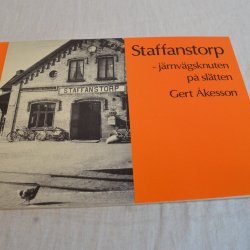 Staffanstorp
- järnvägsknuten
på slätten
Gert Åkesson
STAFFANSTORP